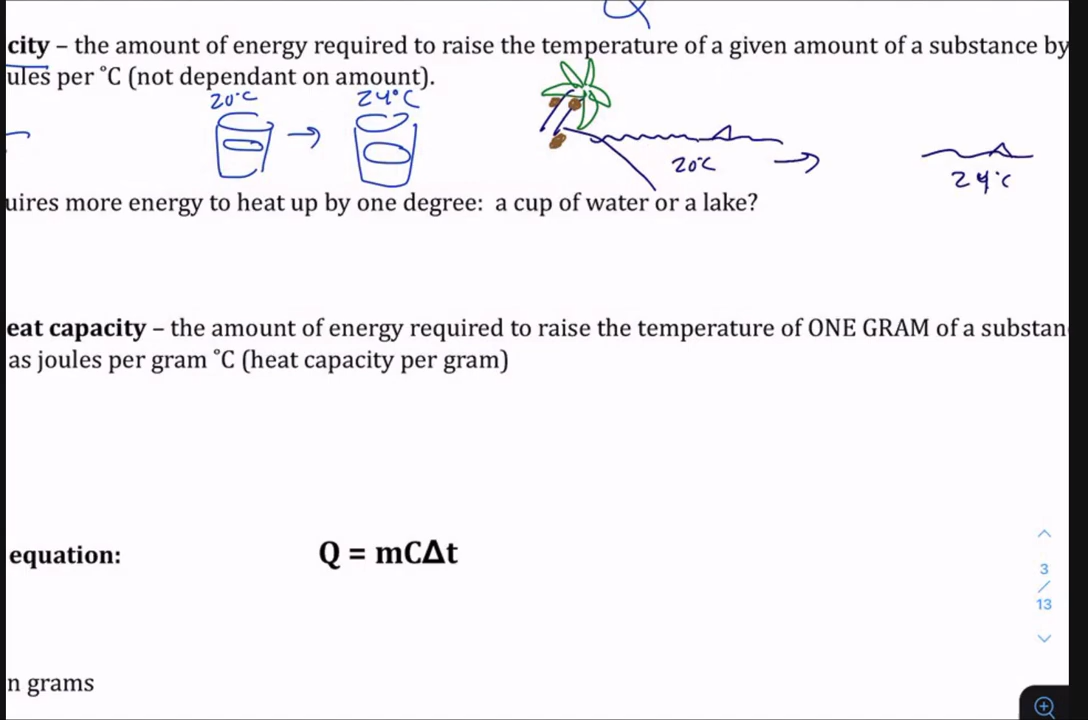 city – the amount of energy required to raise the temperature of a given amount of a substance by
ules per °C (not dependant on amount).
20°C 24°C
20°C
24°C
uires more energy to heat up by one degree: a cup of water or a lake?
eat capacity – the amount of energy required to raise the temperature of ONE GRAM of a substan
as joules per gram °C (heat capacity per gram)
equation: Q = mCΔt
3
/
13
n grams